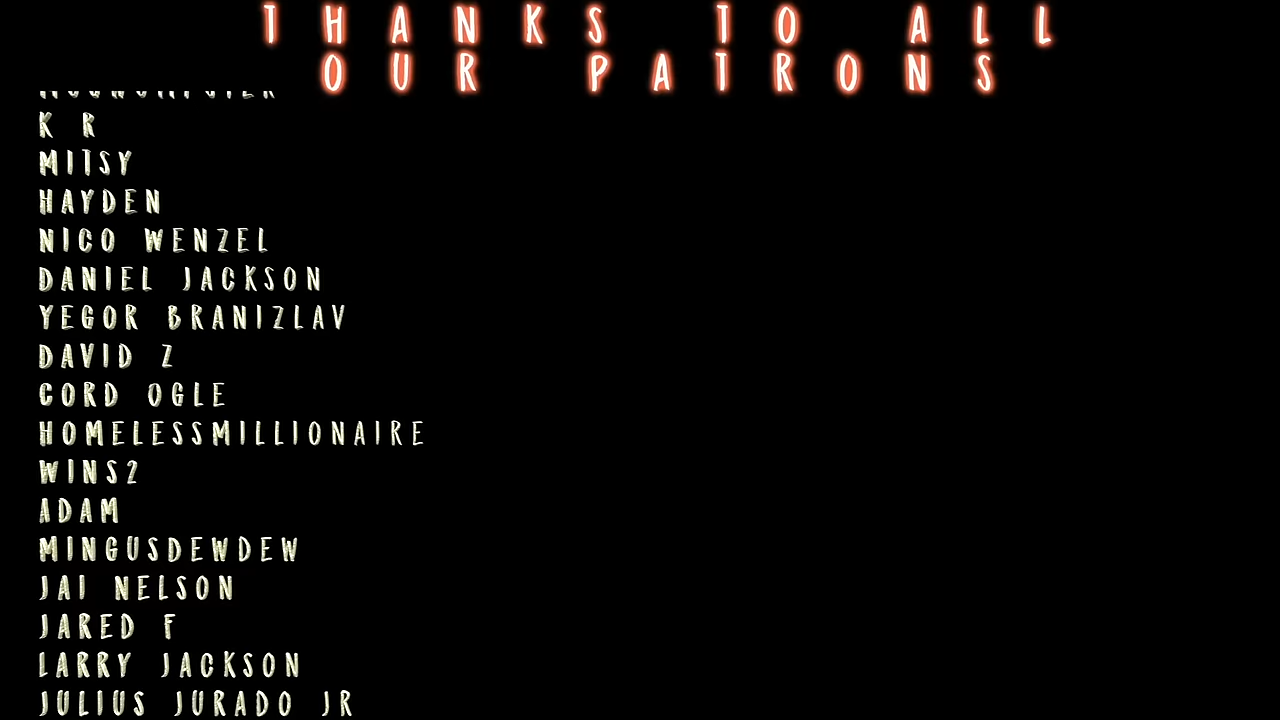 THANKS TO ALL
OUR PATRONS
K R
MITSY
HAYDEN
NICO WENZEL
DANIEL JACKSON
YEGOR BRANIZLAV
DAVID Z
CORD OGLE
HOMELESSMILLIONAIRE
WINS2
ADAM
MINGUSDEWDEW
JAI NELSON
JARED F
LARRY JACKSON
JULIUS JURADO JR